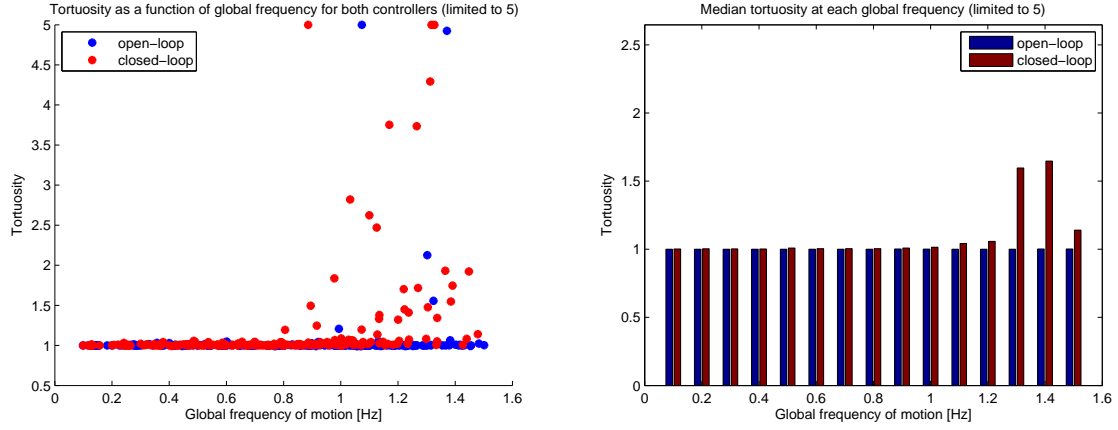 Tortuosity as a function of global frequency for both controllers (limited to 5)
5
4.5
4
3.5
3
2.5
2
1.5
1
0.5
Tortuosity
open−loop
closed−loop
0 0.2 0.4 0.6 0.8 1 1.2 1.4 1.6
Global frequency of motion [Hz]
Median tortuosity at each global frequency (limited to 5)
2.5
2
1.5
1
0.5
0
Tortuosity
open−loop
closed−loop
0 0.2 0.4 0.6 0.8 1 1.2 1.4 1.6
Global frequency of motion [Hz]